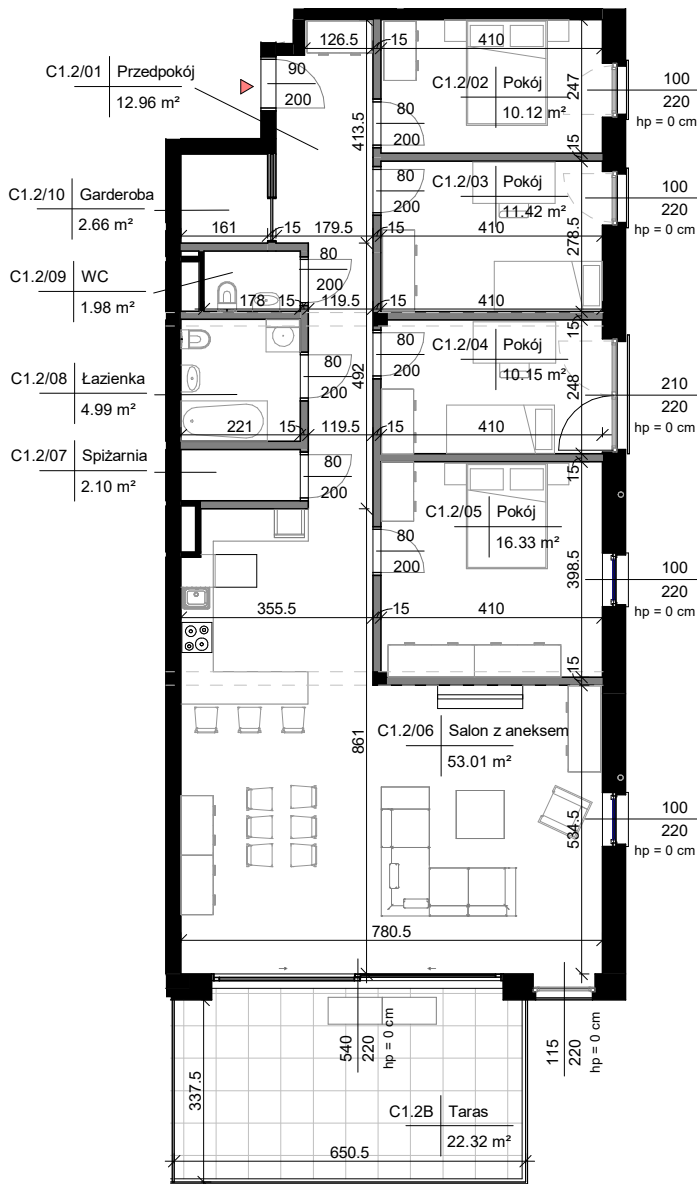 126.5
15
410
C1.2/01 Przedpokój
12.96 m²
90
200
C1.2/02 Pokój
10.12 m²
247
100
220
hp = 0 cm
80
200
413.5
15
C1.2/03 Pokój
11.42 m²
80
200
278.5
100
220
hp = 0 cm
C1.2/10 Garderoba
2.66 m²
161
15
179.5
15
410
80
200
C1.2/09 WC
1.98 m²
178
15
119.5
15
410
15
C1.2/04 Pokój
10.15 m²
80
200
248
210
220
hp = 0 cm
C1.2/08 Łazienka
4.99 m²
80
200
492
221
15
119.5
15
410
15
C1.2/07 Spiżarnia
2.10 m²
80
200
C1.2/05 Pokój
16.33 m²
80
200
398.5
100
220
hp = 0 cm
355.5
15
410
15
C1.2/06 Salon z aneksem
53.01 m²
861
534.5
100
220
hp = 0 cm
780.5
540
220
hp = 0 cm
115
220
hp = 0 cm
337.5
C1.2B Taras
22.32 m²
650.5